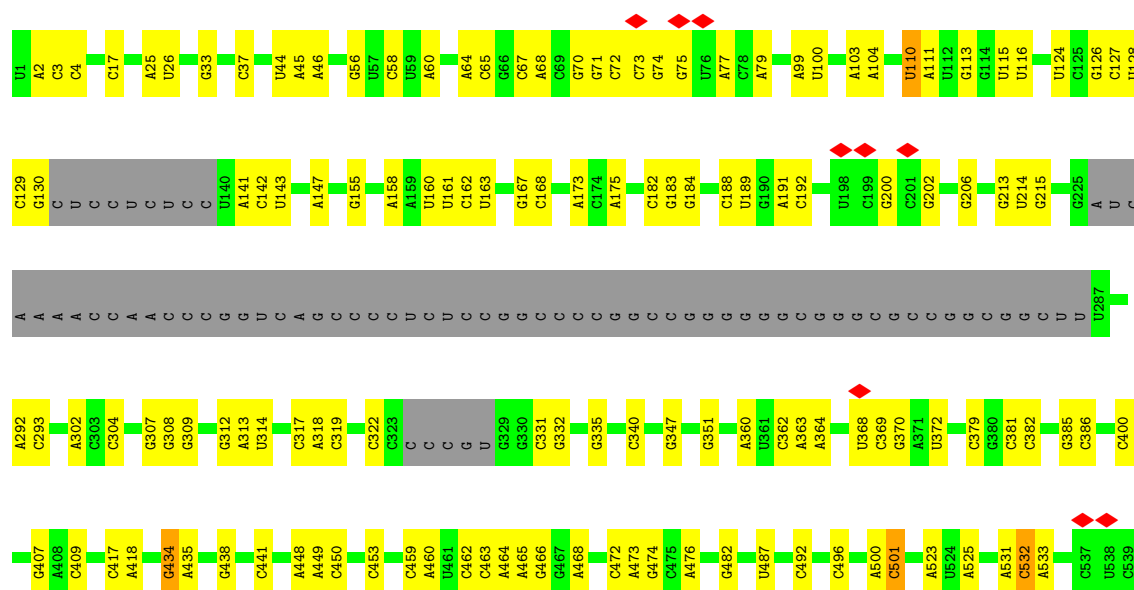 U1 A2 C3 C4 C17 A25 U26 G33 C37 U44 A45 A46 G56 U57 C58 U59 A60 A64 C65 G66 C67 A68 C69 G70 G71 C72 C73 G74 G75 U76 A77 C78 A79 A99 U100 A103 A104 U110 A111 U112 G113 G114 U115 U116 U124 C125 G126 C127 U128
C129 G130 C U C C U C U C C U140 A141 C142 U143 A147 G155 A158 A159 U160 U161 C162 U163 G167 C168 A173 C174 A175 C182 G183 G184 C188 U189 G190 A191 C192 U198 C199 G200 C201 G202 G206 G213 U214 G215 G225 A U C
A A A A C C A A C C C G G U C A G C C C C U C U C C G G C C C C G G C C G G G G G C G G G C G C C G G C G G C U U U287
A292 C293 A302 C303 C304 G307 G308 G309 G312 A313 U314 C317 A318 C319 C322 C323 C C C G U G329 G330 C331 G332 G335 C340 G347 G351 A360 U361 C362 A363 A364 U368 C369 G370 A371 U372 C379 G380 C381 C382 G385 C386 C400
G407 A408 C409 C417 A418 G434 A435 G438 C441 A448 A449 C450 C453 C459 A460 U461 C462 C463 A464 A465 G466 G467 A468 C472 A473 G474 C475 A476 G482 U487 C492 C496 A500 C501 A523 U524 A525 A531 C532 A533 C537 U538 C539